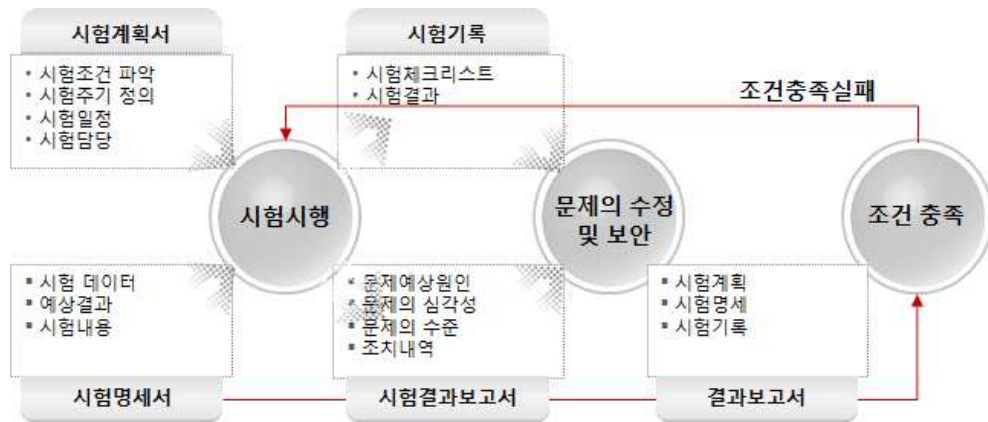 시험계획서
• 시험조건 파악
• 시험주기 정의
• 시험일정
• 시험담당
시험기록
• 시험체크리스트
• 시험결과
조건충족실패
시험시행
문제의 수정
및 보안
조건 충족
▪ 시험 데이터
▪ 예상결과
▪ 시험내용
시험명세서
▪ 문제예상원인
▪ 문제의 심각성
▪ 문제의 수준
▪ 조치내역
시험결과보고서
▪ 시험계획
▪ 시험명세
▪ 시험기록
결과보고서